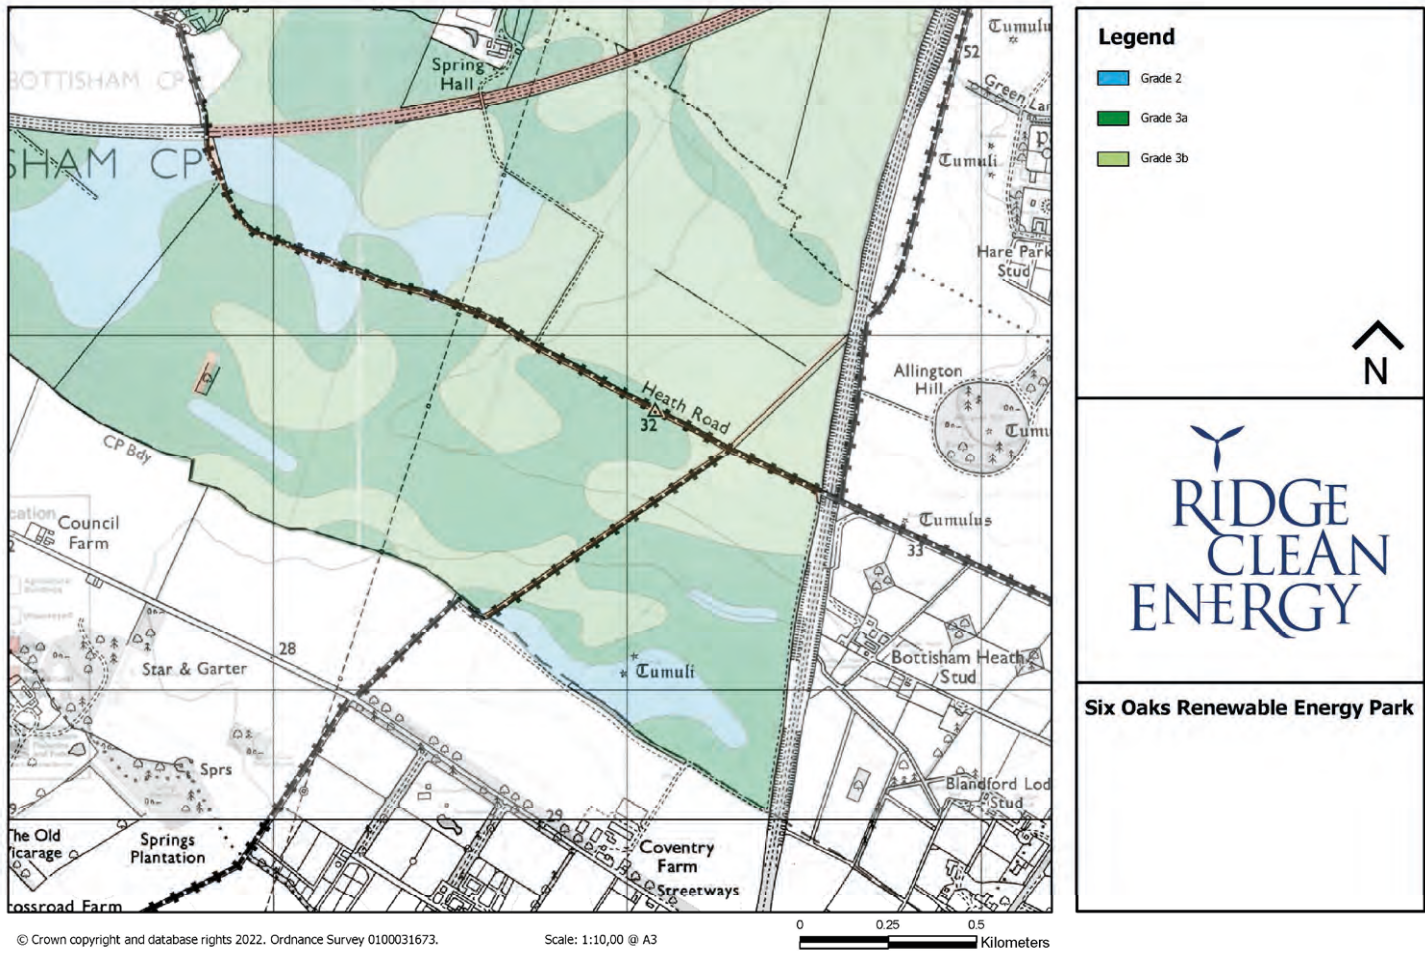 Tumulu
52
Spring
Hall
BOTTISHAM CP
Green Lan
SHAM CP
Tumuli
Hare Park
Stud
Allington
Hill
Heath Road
32
Tumu
CP Bdy
Council
Farm
Tumulus
33
28
Star & Garter
Bottisham Heath
Stud
Tumuli
Sprs
Blandford Lod
Stud
29
The Old
icarage
Springs
Plantation
Coventry
Farm
Streetways
rossroad Farm
© Crown copyright and database rights 2022. Ordnance Survey 0100031673.
Scale: 1:10,00 @ A3
0 0.25 0.5
Kilometers
Legend
Grade 2
Grade 3a
Grade 3b
N
RIDGE
CLEAN
ENERGY
Six Oaks Renewable Energy Park